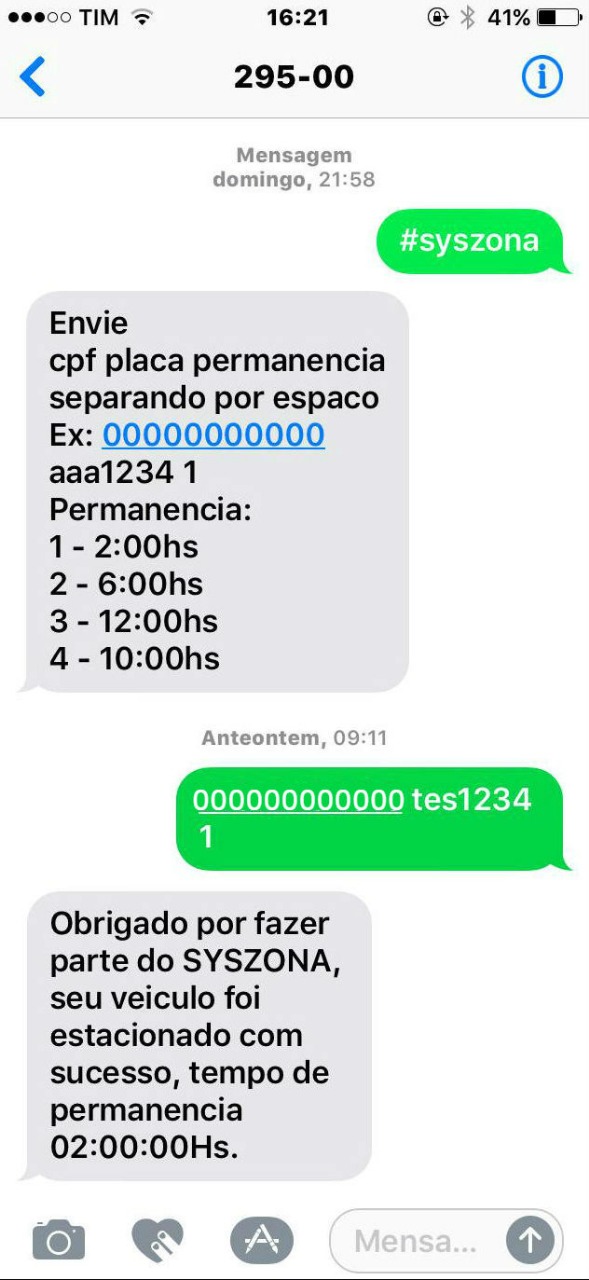 TIM 16:21 41%
295-00
Mensagem
domingo, 21:58
#syszona
Envie
cpf placa permanencia
separando por espaco
Ex: 00000000000
aaa1234 1
Permanencia:
1 - 2:00hs
2 - 6:00hs
3 - 12:00hs
4 - 10:00hs
Anteontem, 09:11
000000000000 tes1234
1
Obrigado por fazer
parte do SYSZONA,
seu veiculo foi
estacionado com
sucesso, tempo de
permanencia
02:00:00Hs.
Mensa...